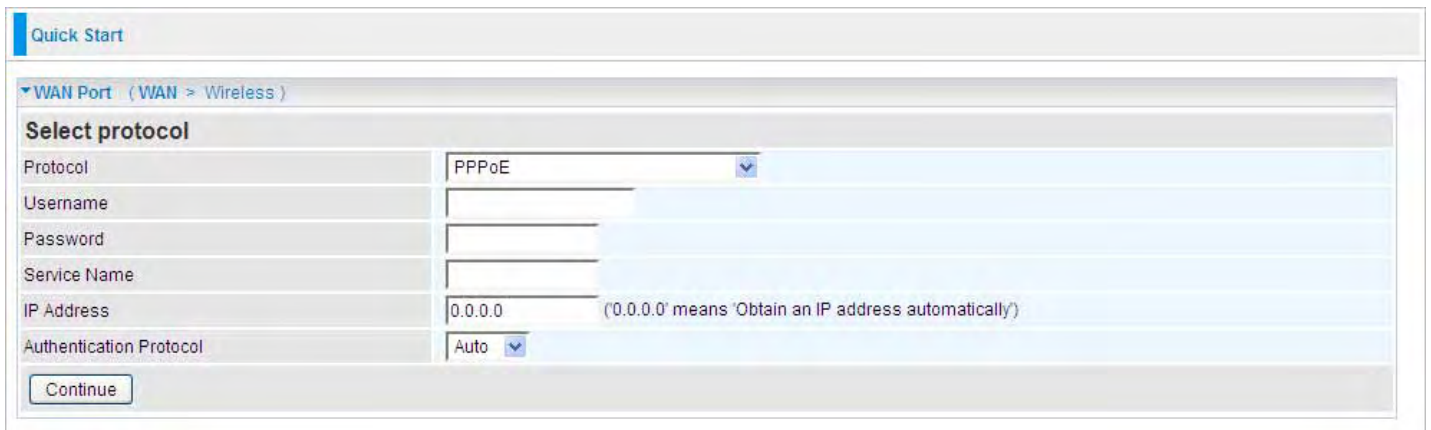 Quick Start
WAN Port ( WAN > Wireless )
Select protocol
Protocol PPPoE
Username
Password
Service Name
IP Address 0.0.0.0 ('0.0.0.0' means 'Obtain an IP address automatically')
Authentication Protocol Auto
Continue